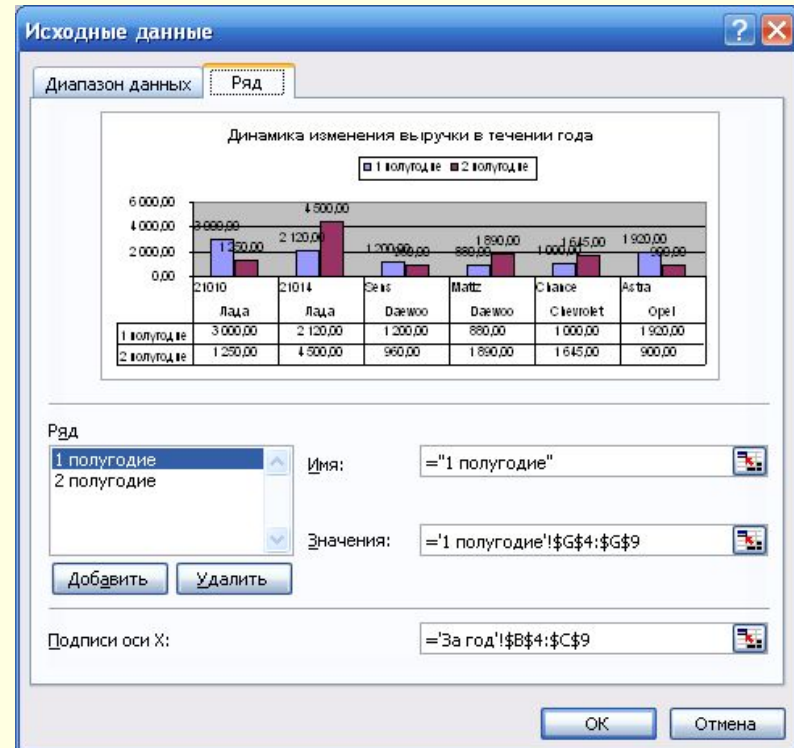 Исходные данные
Диапазон данных Ряд
Динамика изменения выручки в течении года
1 полугодие 2 полугодие
6 000,00
4 000,00
2 000,00
0,00
3 000,00 1 250,00 2 120,00 4 500,00 1 200,00 960,00 880,00 1 890,00 1 000,00 1 645,00 1 920,00 900,00
21010 21014 Sens Matiz Chance Astra
Лада Лада Daewoo Daewoo Chevrolet Opel
1 полугодие 3 000,00 2 120,00 1 200,00 880,00 1 000,00 1 920,00
2 полугодие 1 250,00 4 500,00 960,00 1 890,00 1 645,00 900,00
Ряд
1 полугодие
2 полугодие
Имя: ="1 полугодие"
Значения: ='1 полугодие'!$G$4:$G$9
Добавить Удалить
Подписи оси X: ='За год'!$B$4:$C$9
ОК Отмена